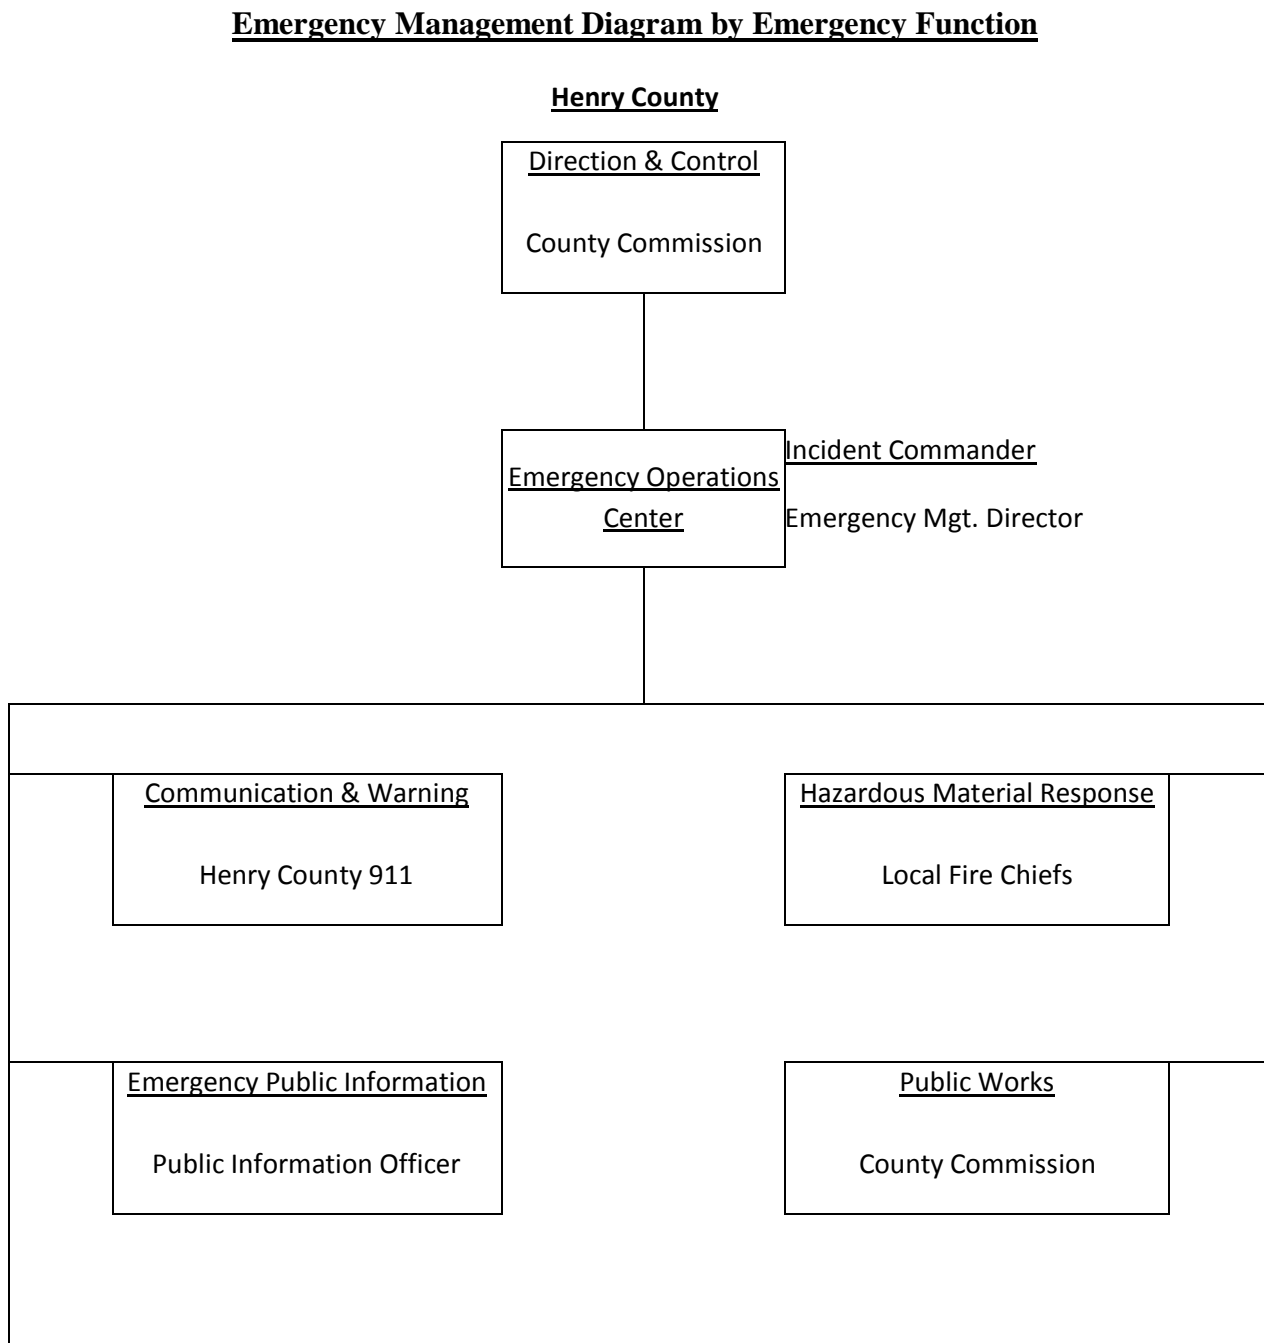 Emergency Management Diagram by Emergency Function
Henry County
Direction & Control
County Commission
Emergency Operations
Center
Incident Commander
Emergency Mgt. Director
Communication & Warning
Henry County 911
Hazardous Material Response
Local Fire Chiefs
Emergency Public Information
Public Information Officer
Public Works
County Commission